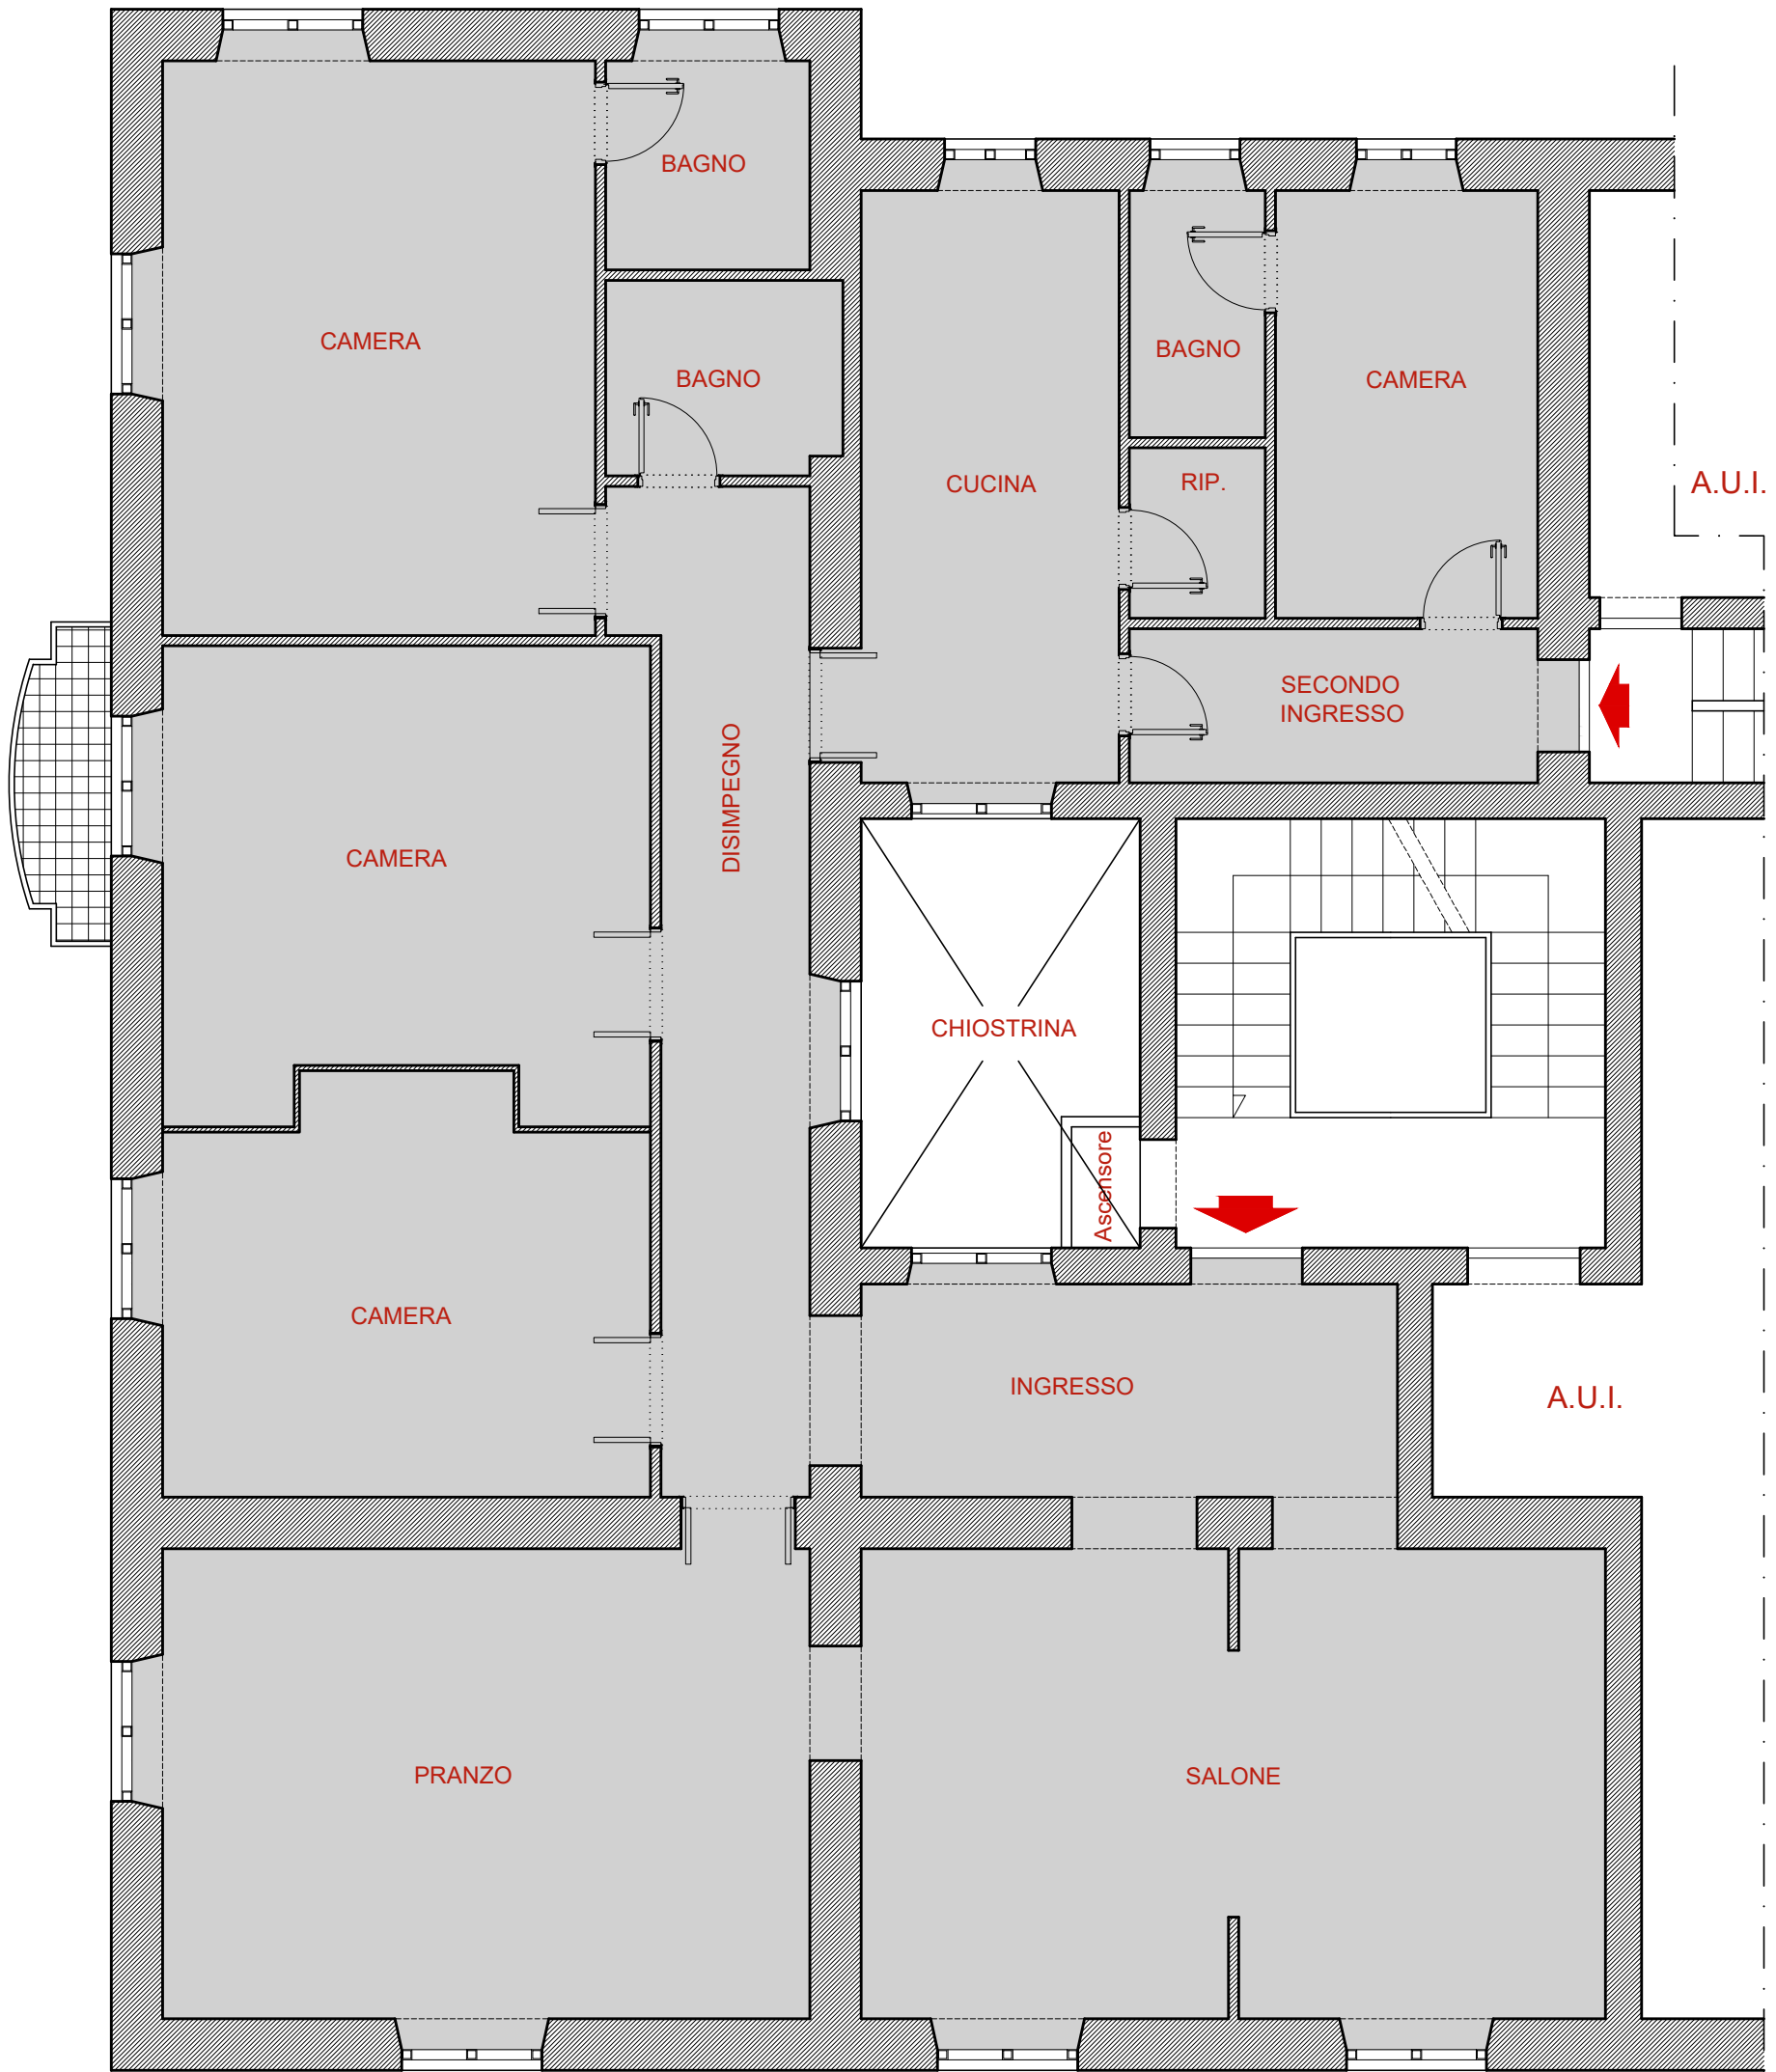 BAGNO
CAMERA
BAGNO
BAGNO
CAMERA
CUCINA
RIP.
A.U.I.
SECONDO
INGRESSO
DISIMPEGNO
CAMERA
CHIOSTRINA
Ascensore
CAMERA
INGRESSO
A.U.I.
PRANZO
SALONE